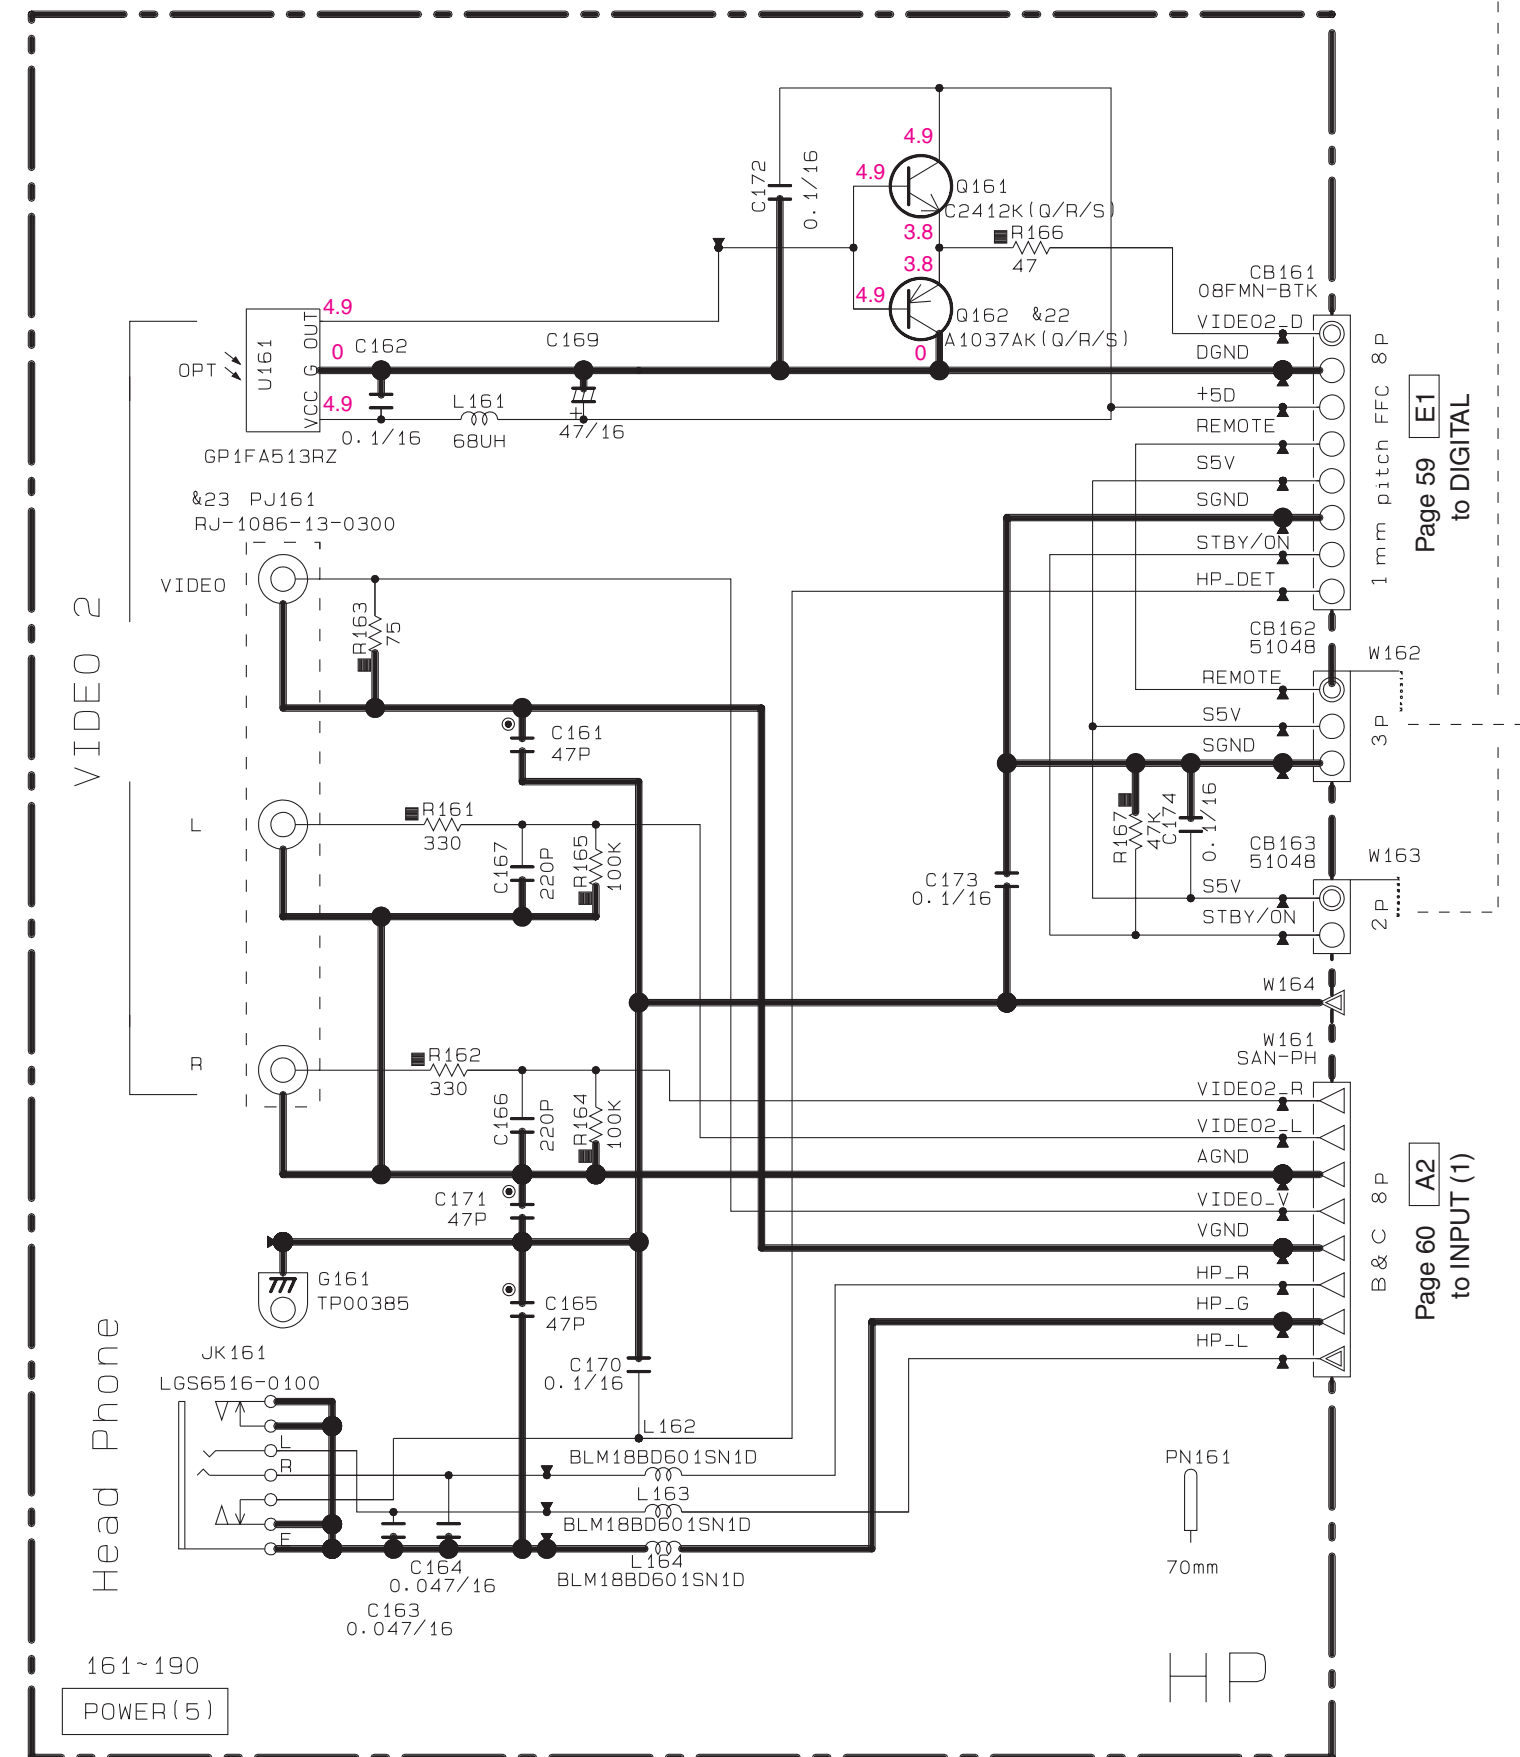 4.9
4.9
Q161
C2412K(Q/R/S)
C172
0.1/16
3.8
R166
47
3.8
4.9
Q162 &22
A1037AK(Q/R/S)
0
CB161
08FMN-BTK
VIDEO2_D
DGND
+5D
REMOTE
S5V
SGND
STBY/ON
HP_DET
1mm pitch FFC 8P
Page 59 E1
to DIGITAL
OPT
U161
OUT
G
VCC
4.9
0
4.9
C162
0.1/16
L161
68UH
C169
+
47/16
GP1FA513RZ
&23 PJ161
RJ-1086-13-0300
VIDEO 2
VIDEO
R163
75
C161
47P
L
R161
330
C167
220P
R165
100K
R
R162
330
C166
220P
R164
100K
C171
47P
G161
TP00385
C165
47P
C170
0.1/16
C173
0.1/16
CB162
51048
W162
REMOTE
S5V
SGND
3P
R167
47K
C174
0.1/16
CB163
51048
W163
S5V
STBY/ON
2P
W164
W161
SAN-PH
VIDEO2_R
VIDEO2_L
AGND
VIDEO_V
VGND
HP_R
HP_G
HP_L
B&C 8P
Page 60 A2
to INPUT (1)
Head Phone
JK161
LGS6516-0100
L
R
E
L162
BLM18BD601SN1D
L163
BLM18BD601SN1D
L164
BLM18BD601SN1D
C164
0.047/16
C163
0.047/16
PN161
70mm
161~190
POWER(5)
HP